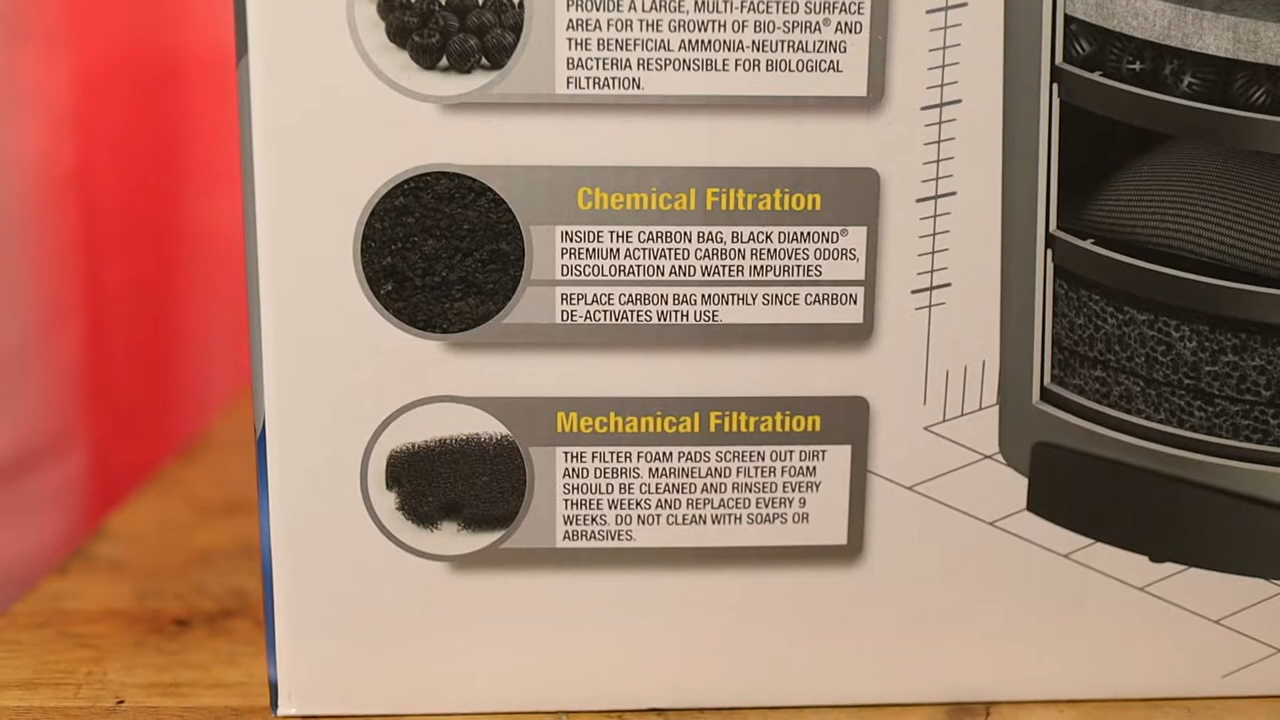 PROVIDE A LARGE, MULTI-FACETED SURFACE
AREA FOR THE GROWTH OF BIO-SPIRA® AND
THE BENEFICIAL AMMONIA-NEUTRALIZING
BACTERIA RESPONSIBLE FOR BIOLOGICAL
FILTRATION.
Chemical Filtration
INSIDE THE CARBON BAG, BLACK DIAMOND®
PREMIUM ACTIVATED CARBON REMOVES ODORS,
DISCOLORATION AND WATER IMPURITIES
REPLACE CARBON BAG MONTHLY SINCE CARBON
DE-ACTIVATES WITH USE.
Mechanical Filtration
THE FILTER FOAM PADS SCREEN OUT DIRT
AND DEBRIS. MARINELAND FILTER FOAM
SHOULD BE CLEANED AND RINSED EVERY
THREE WEEKS AND REPLACED EVERY 9
WEEKS. DO NOT CLEAN WITH SOAPS OR
ABRASIVES.